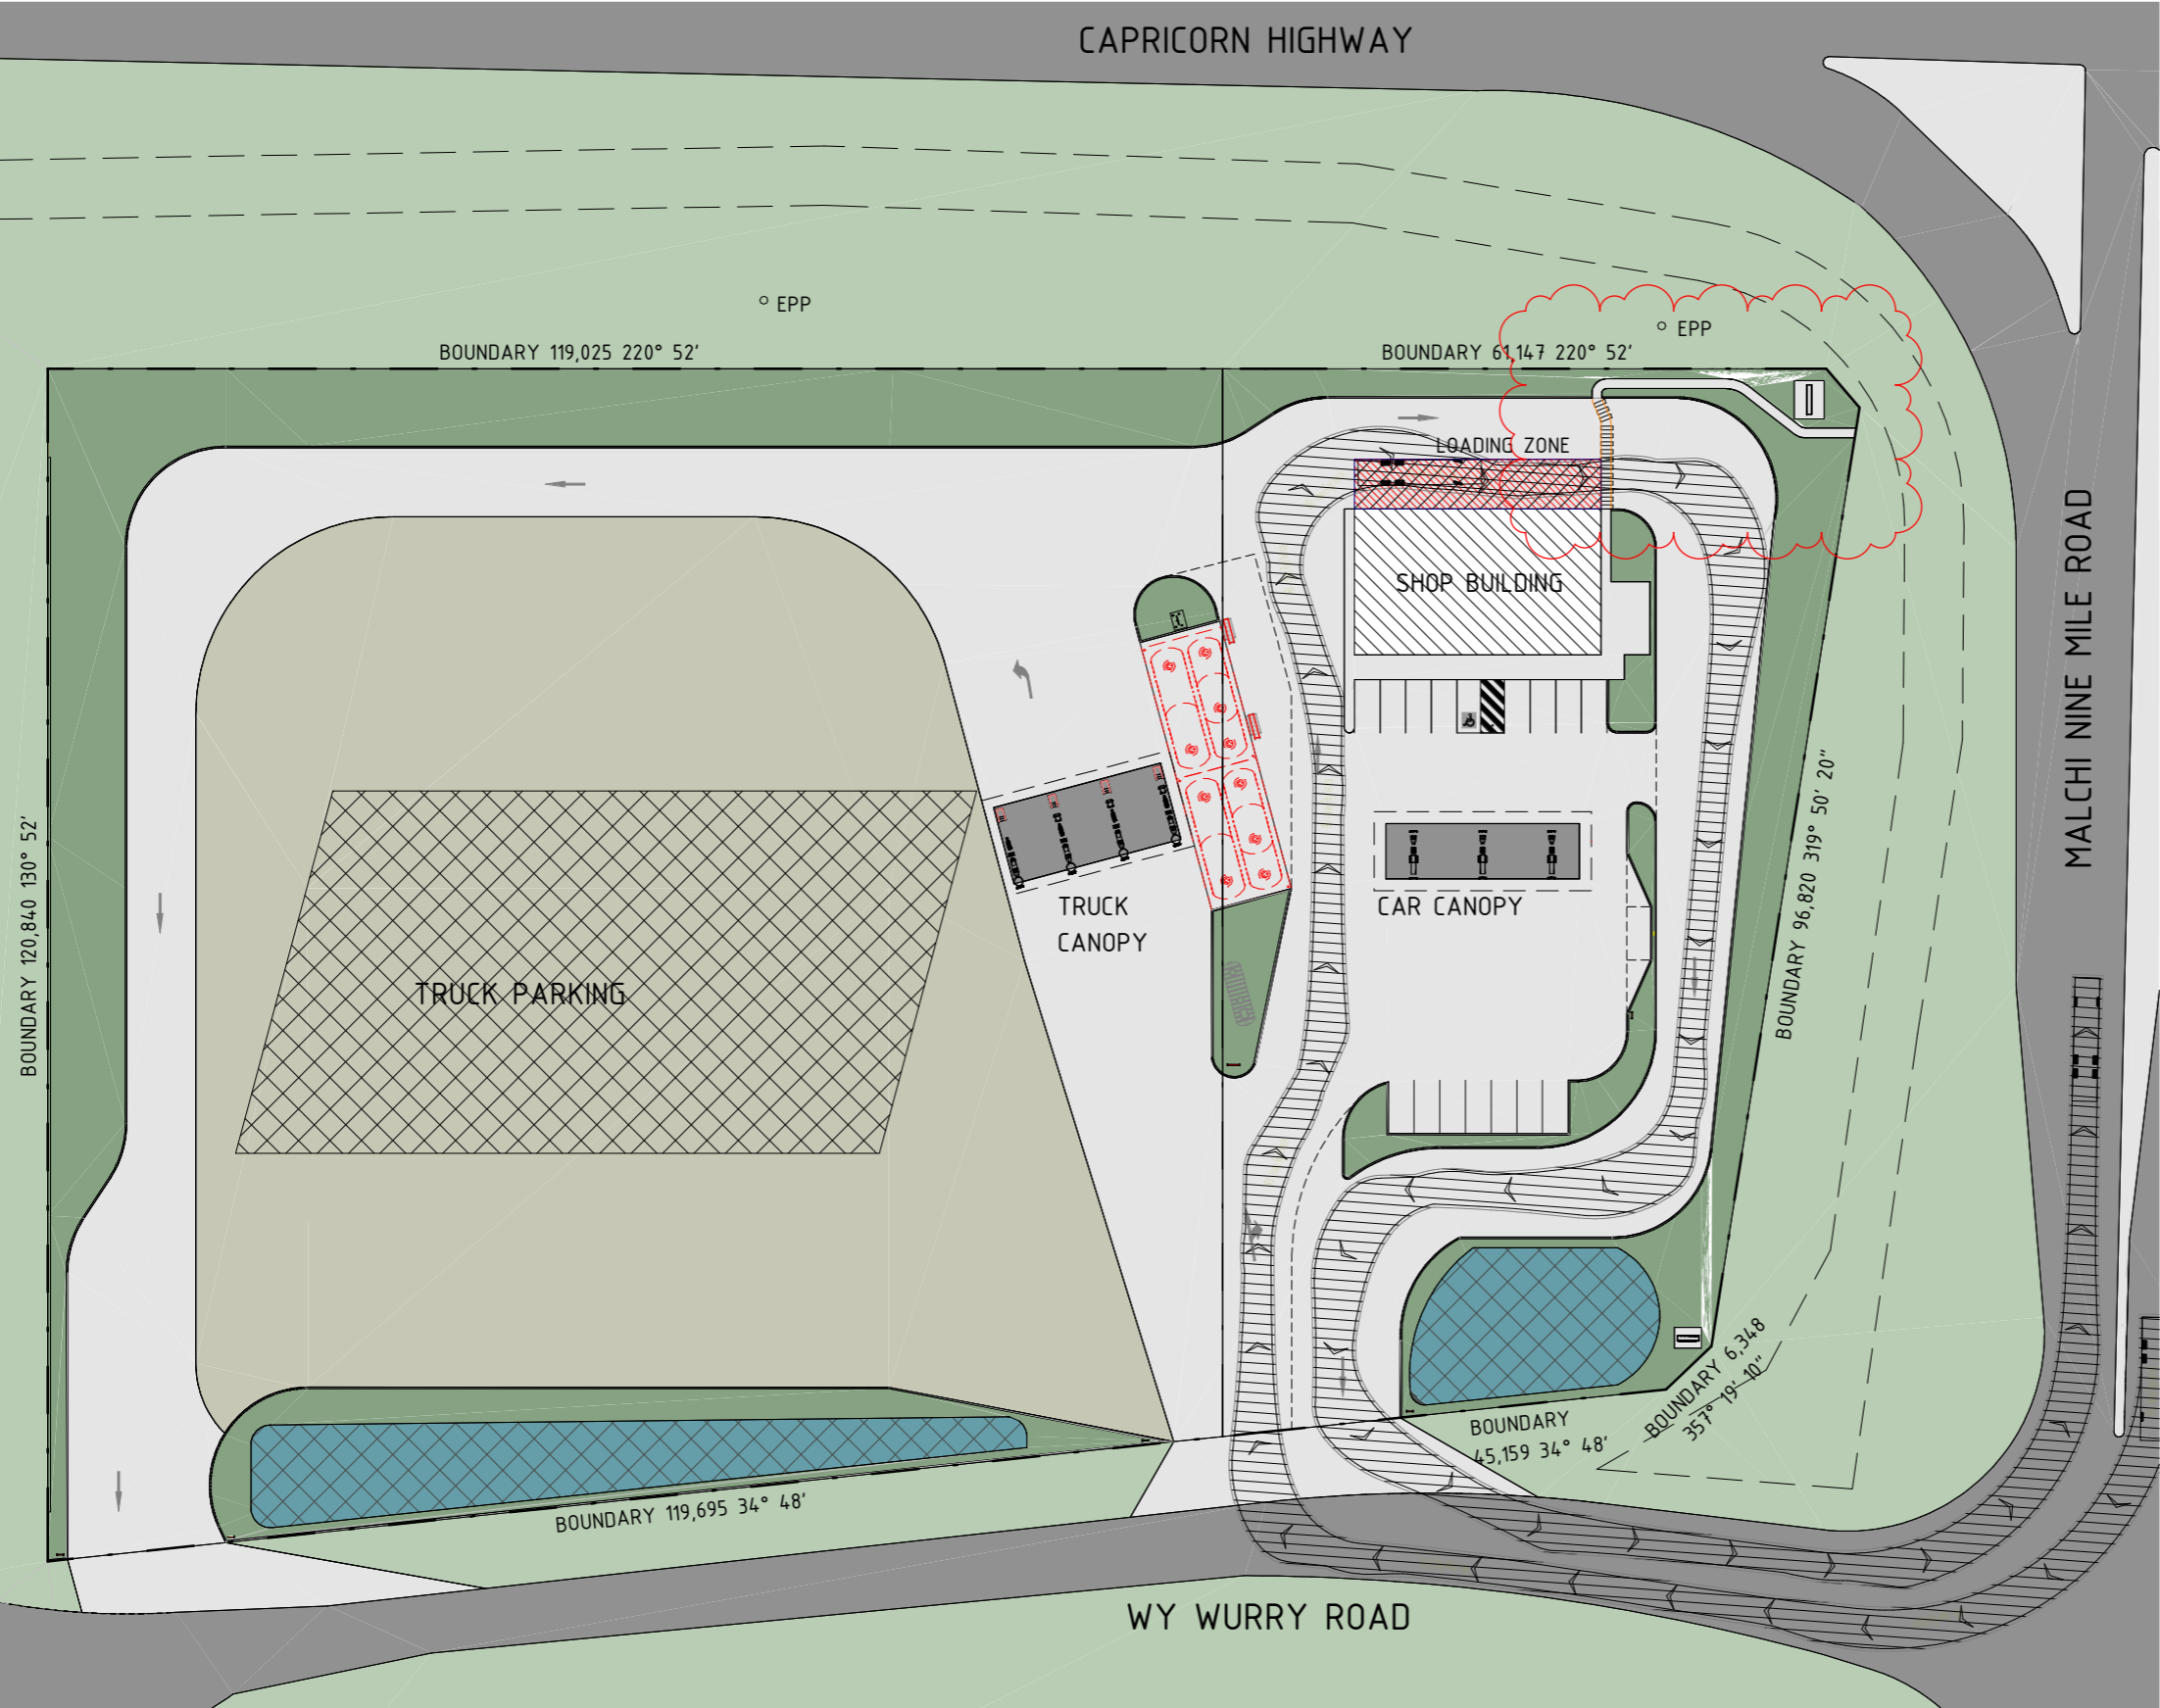 CAPRICORN HIGHWAY
EPP
EPP
BOUNDARY 119,025 220° 52'
BOUNDARY 61,147 220° 52'
LOADING ZONE
SHOP BUILDING
MALCHI NINE MILE ROAD
BOUNDARY 120,840 130° 52'
BOUNDARY 96,820 319° 50' 20"
TRUCK
CANOPY
CAR CANOPY
TRUCK PARKING
BOUNDARY 6,348
357° 19' 10"
BOUNDARY
45,159 34° 48'
BOUNDARY 119,695 34° 48'
WY WURRY ROAD